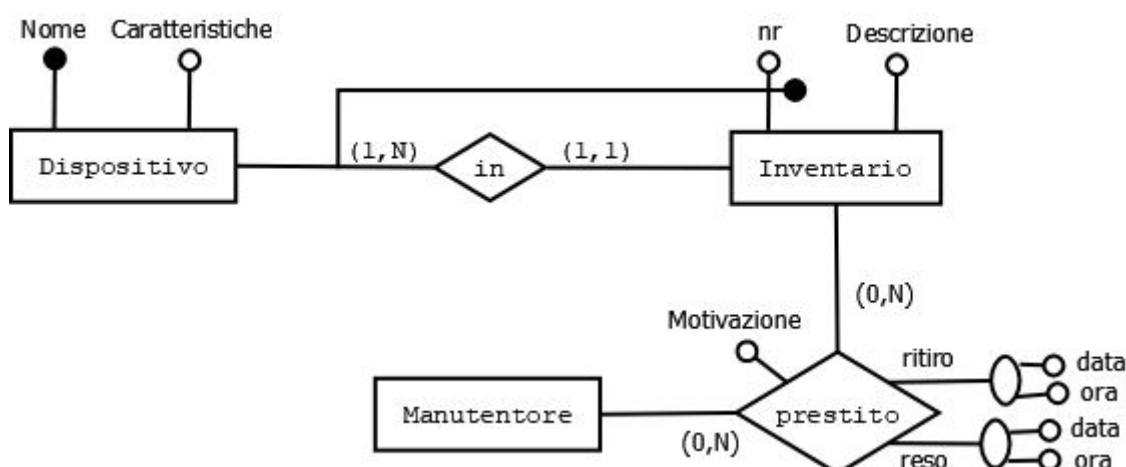 Nome Caratteristiche nr Descrizione
Dispositivo (1,N) in (1,1) Inventario
(0,N)
Motivazione
ritiro data
ora
Manutentore (0,N) prestito
reso data
ora